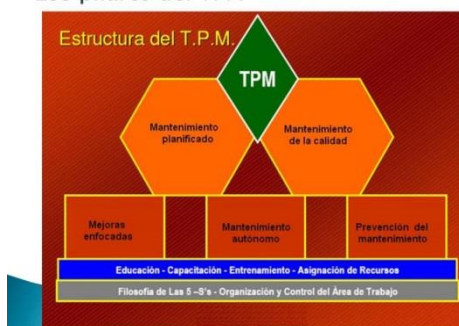 Estructura del T.P.M.
TPM
Mantenimiento
planificado
Mantenimiento
de la calidad
Mejoras
enfocadas
Mantenimiento
autónomo
Prevención del
mantenimiento
Educación - Capacitación - Entrenamiento - Asignación de Recursos
Filosofía de Las 5 –S's - Organización y Control del Área de Trabajo